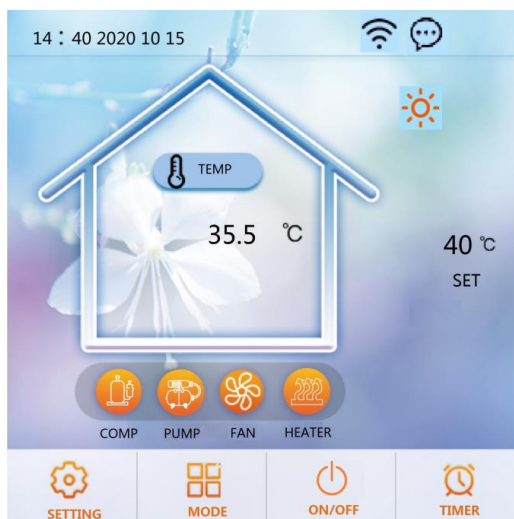 14：40 2020 10 15
TEMP
35.5 ℃
40 ℃
SET
COMP PUMP FAN HEATER
SETTING MODE ON/OFF TIMER